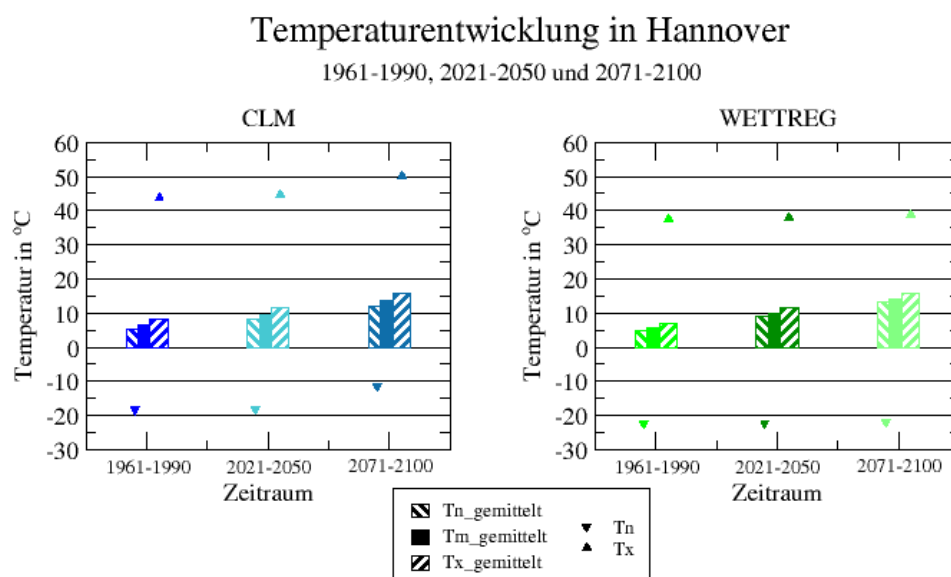 Temperaturentwicklung in Hannover
1961-1990, 2021-2050 und 2071-2100
CLM
60
50
40
30
20
10
0
-10
-20
-30
Temperatur in °C
1961-1990 2021-2050 2071-2100
Zeitraum
WETTREG
60
50
40
30
20
10
0
-10
-20
-30
Temperatur in °C
1961-1990 2021-2050 2071-2100
Zeitraum
Tn_gemittelt
Tm_gemittelt
Tx_gemittelt
Tn
Tx